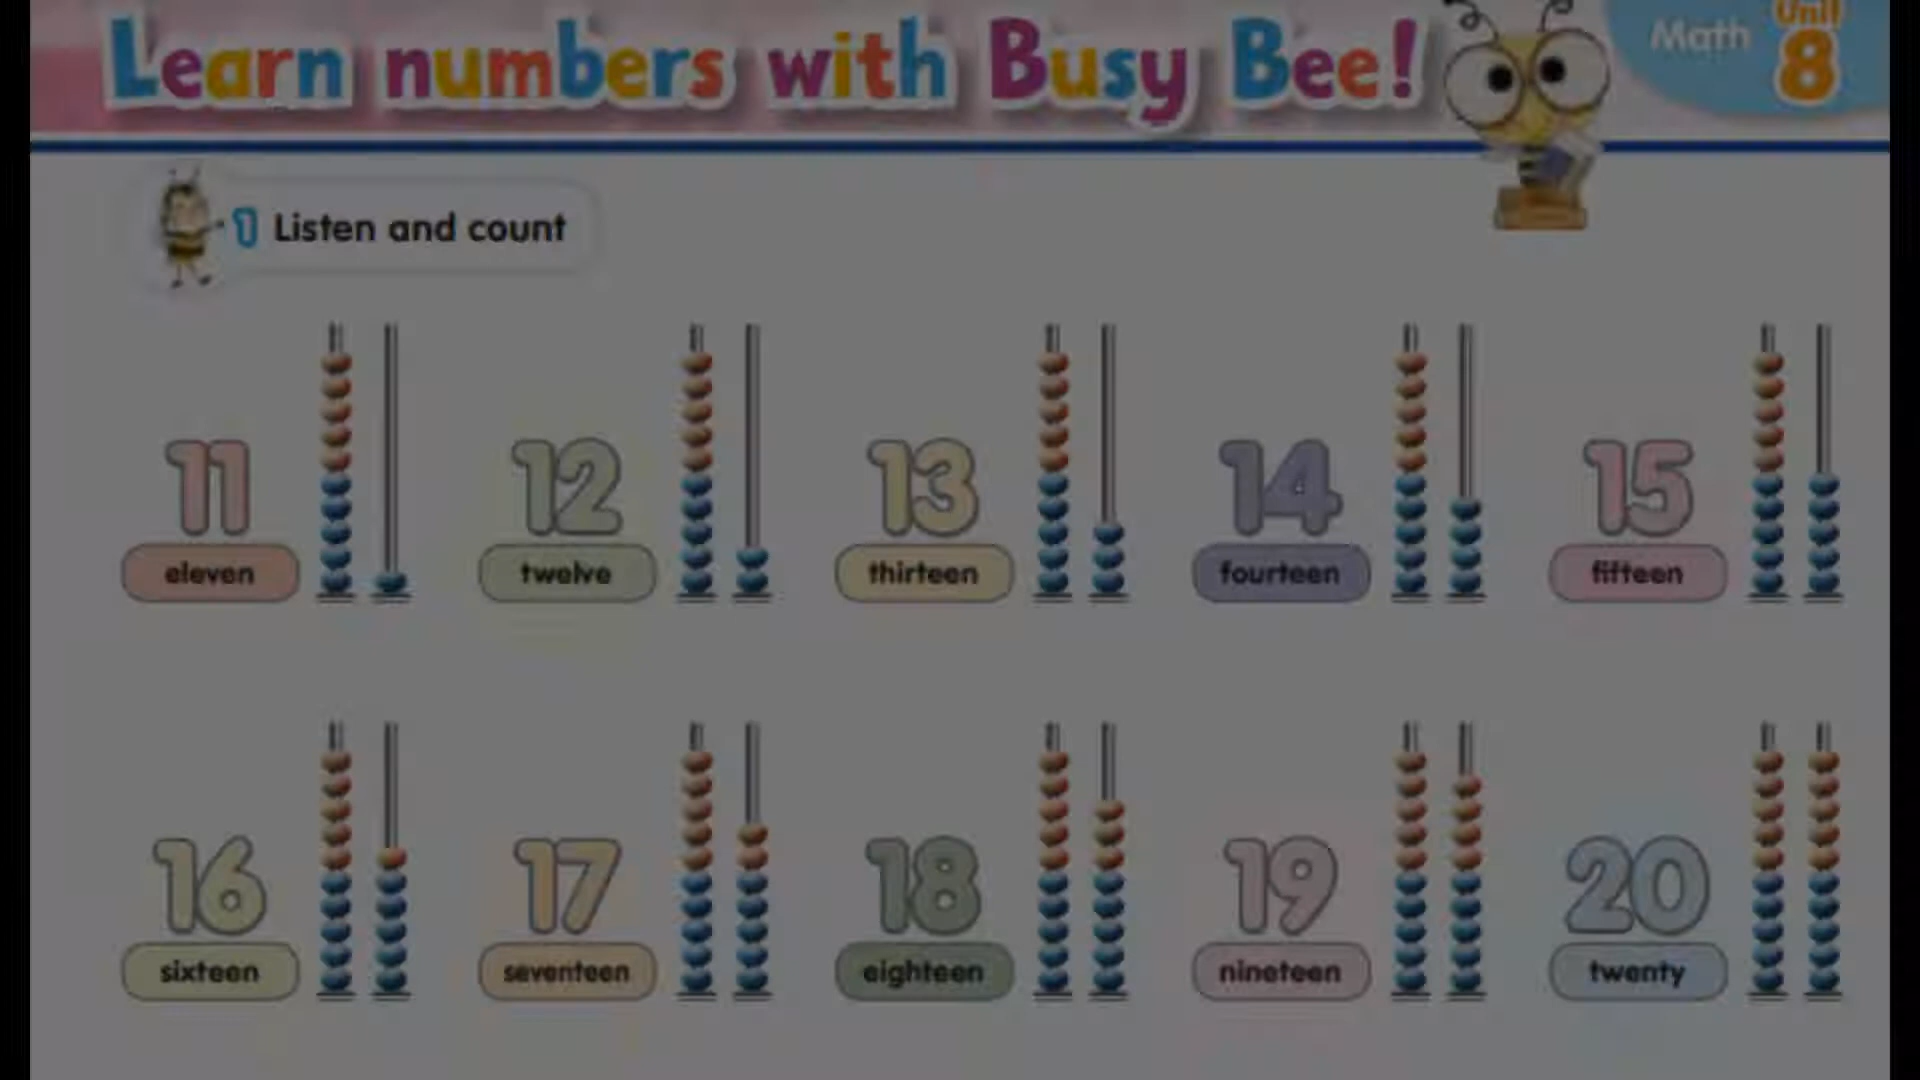 Learn numbers with Busy Bee!
Math Unit 8
1 Listen and count
11 12 13 14 15
eleven twelve thirteen fourteen fifteen
16 17 18 19 20
sixteen seventeen eighteen nineteen twenty